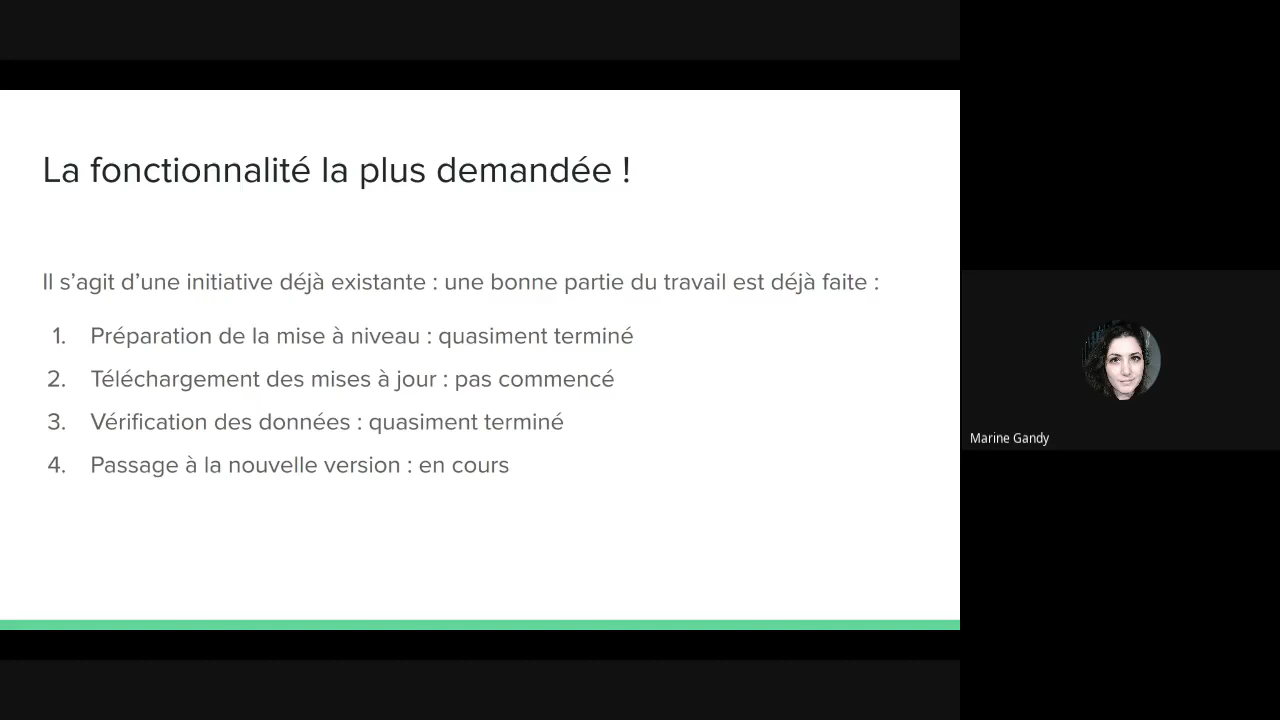 La fonctionnalité la plus demandée !
Il s’agit d’une initiative déjà existante : une bonne partie du travail est déjà faite :
1. Préparation de la mise à niveau : quasiment terminé
2. Téléchargement des mises à jour : pas commencé
3. Vérification des données : quasiment terminé
4. Passage à la nouvelle version : en cours
Marine Gandy